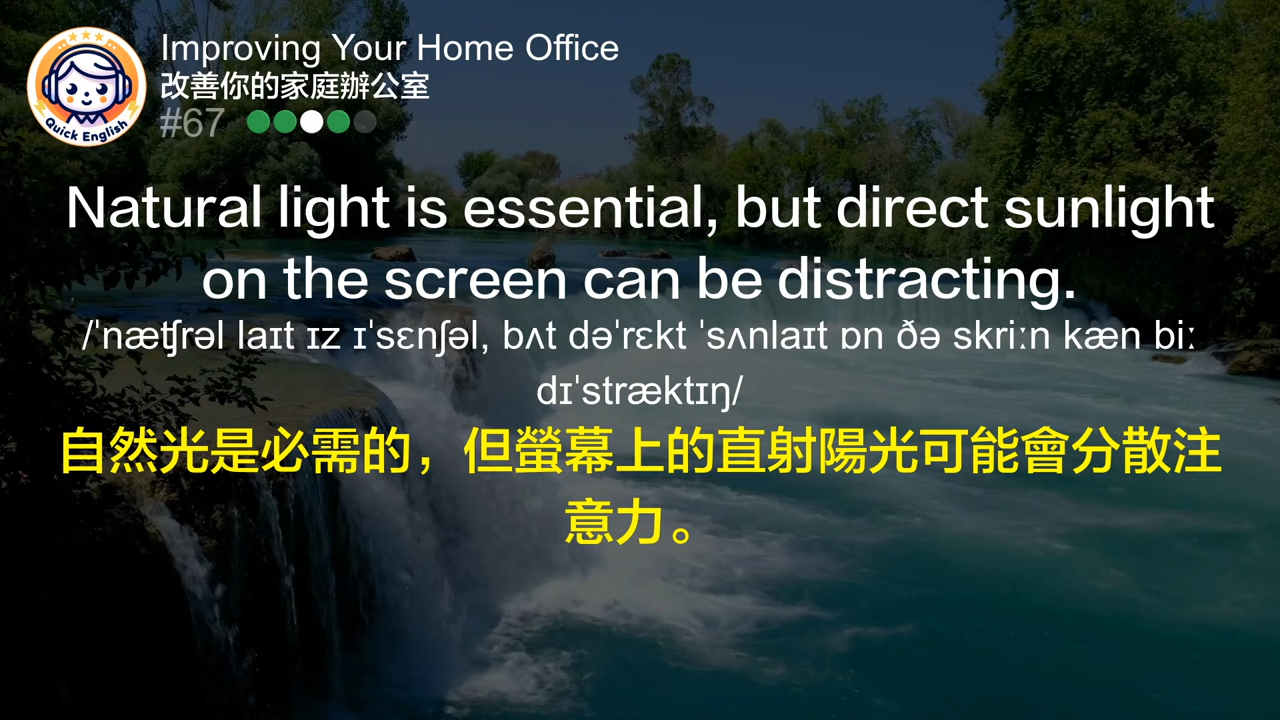 Improving Your Home Office
改善你的家庭辦公室
#67
Quick English
Natural light is essential, but direct sunlight
on the screen can be distracting.
/ˈnæʧrəl laɪt ɪz ɪˈsɛnʃəl, bʌt dəˈrɛkt ˈsʌnlaɪt ɒn ðə skriːn kæn biː
dɪˈstræktɪŋ/
自然光是必需的，但螢幕上的直射陽光可能會分散注
意力。